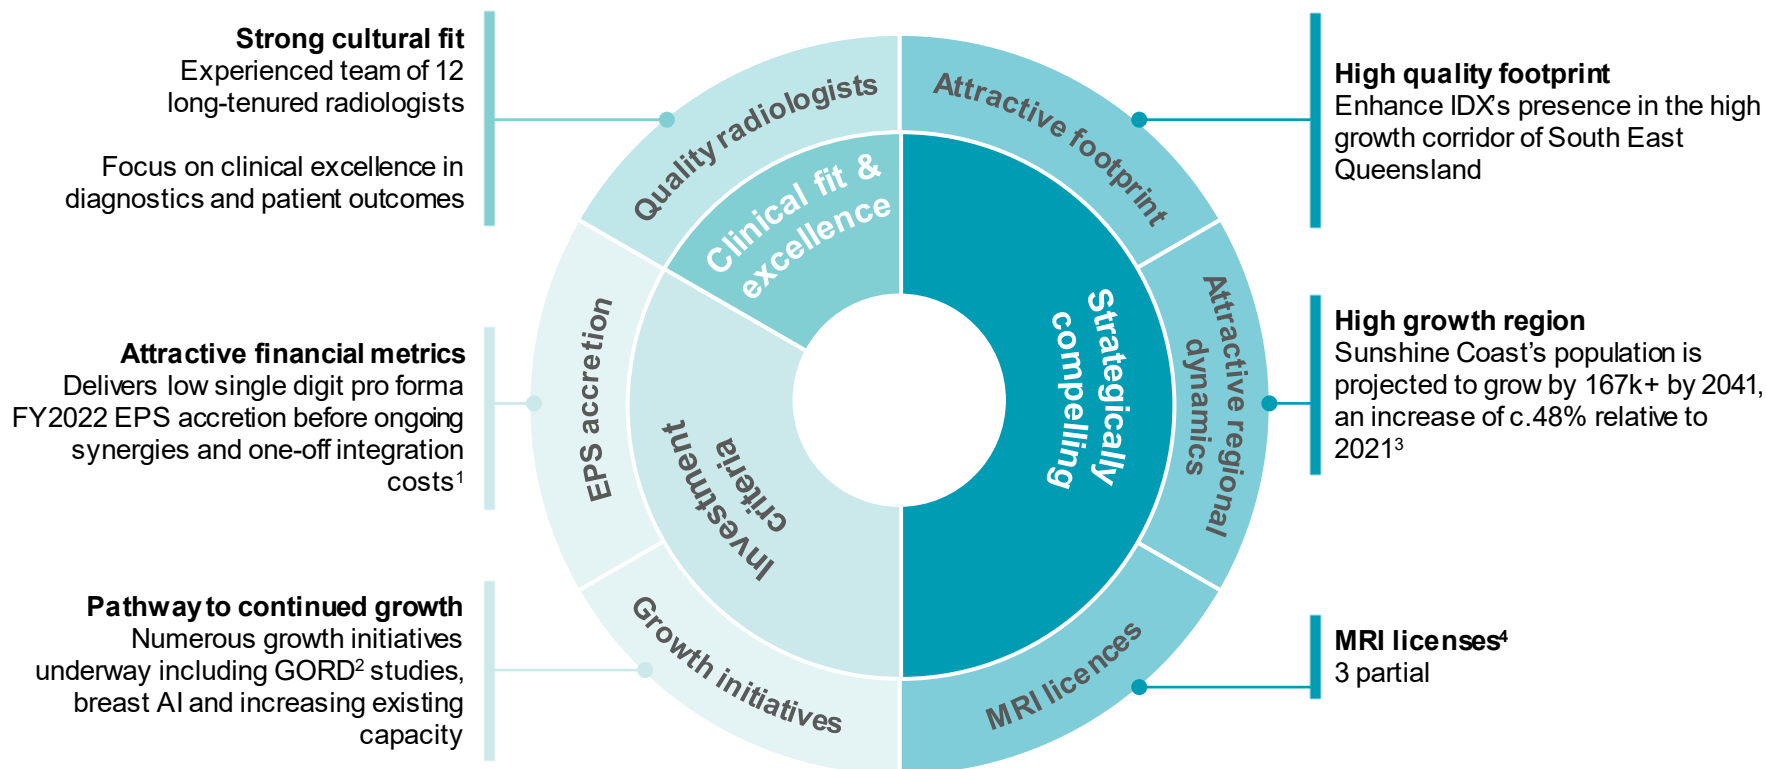 Strong cultural fit
Experienced team of 12
long-tenured radiologists
Focus on clinical excellence in
diagnostics and patient outcomes
Attractive financial metrics
Delivers low single digit pro forma
FY2022 EPS accretion before ongoing
synergies and one-off integration
costs¹
Pathway to continued growth
Numerous growth initiatives
underway including GORD² studies,
breast AI and increasing existing
capacity
Quality radiologists
Clinical fit &
excellence
EPS accretion
Investment
criteria
Growth initiatives
Attractive footprint
Strategically
compelling
Attractive regional
dynamics
MRI licences
High quality footprint
Enhance IDX's presence in the high
growth corridor of South East
Queensland
High growth region
Sunshine Coast's population is
projected to grow by 167k+ by 2041,
an increase of c.48% relative to
2021³
MRI licenses⁴
3 partial